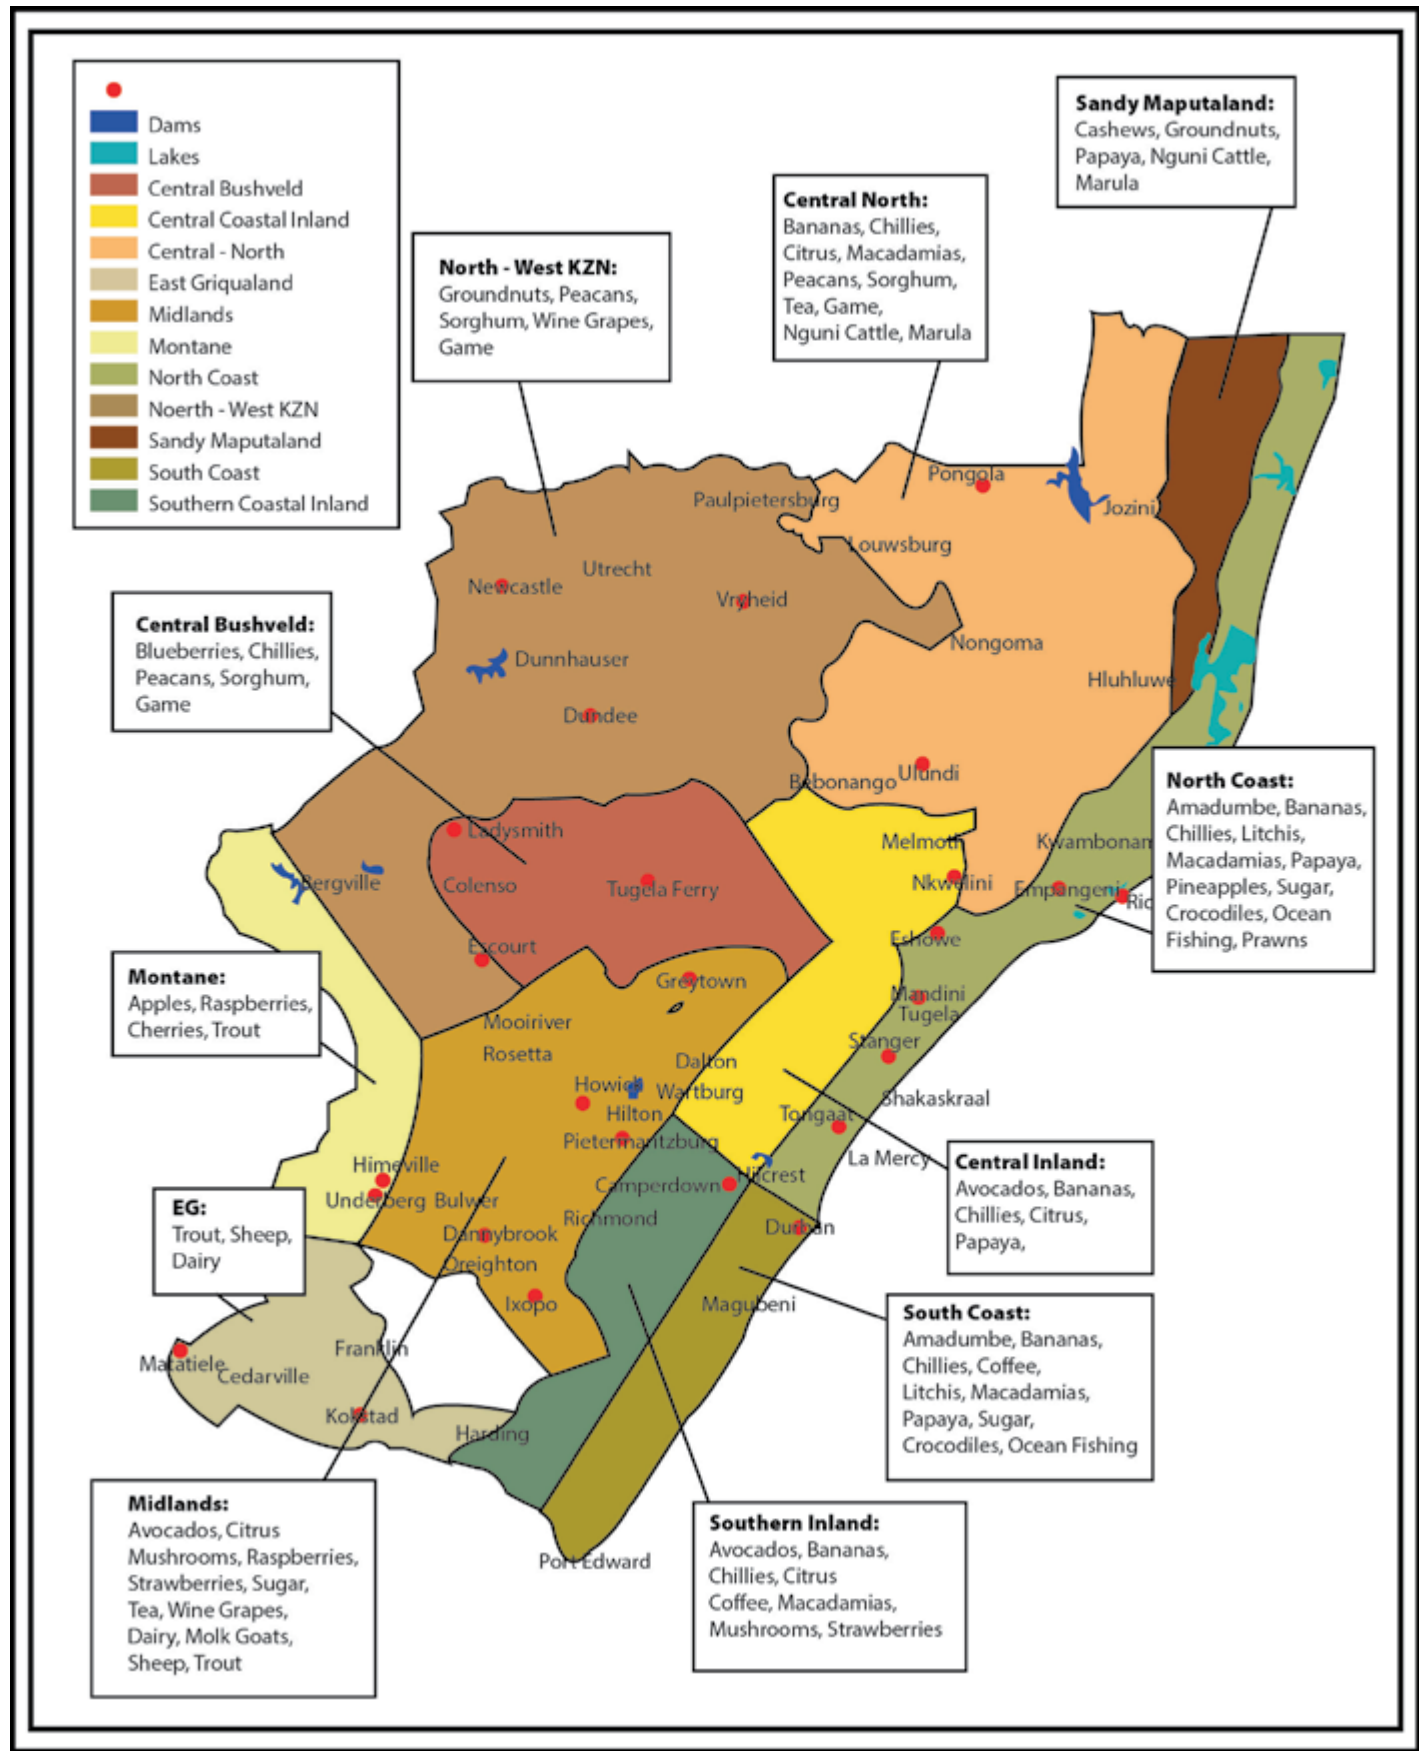 Dams
Lakes
Central Bushveld
Central Coastal Inland
Central - North
East Griqualand
Midlands
Montane
North Coast
Noerth - West KZN
Sandy Maputaland
South Coast
Southern Coastal Inland
Sandy Maputaland:
Cashews, Groundnuts,
Papaya, Nguni Cattle,
Marula
Central North:
Bananas, Chillies,
Citrus, Macadamias,
Peacans, Sorghum,
Tea, Game,
Nguni Cattle, Marula
North - West KZN:
Groundnuts, Peacans,
Sorghum, Wine Grapes,
Game
Pongola
Paulpietersburg
Jozini
Louwsburg
Utrecht
Newcastle
Vryheid
Nongoma
Dunnhauser
Hluhluwe
Dundee
Central Bushveld:
Blueberries, Chillies,
Peacans, Sorghum,
Game
Ulundi
Bebonango
Ladysmith
Melmoth
Kwambonam
Bergville
Colenso
Tugela Ferry
Nkwelini
Empangeni
Ric
North Coast:
Amadumbe, Bananas,
Chillies, Litchis,
Macadamias, Papaya,
Pineapples, Sugar,
Crocodiles, Ocean
Fishing, Prawns
Escourt
Eshowe
Greytown
Mandini
Tugela
Montane:
Apples, Raspberries,
Cherries, Trout
Mooiriver
Rosetta
Stanger
Dalton
Howick
Wartburg
Shakaskraal
Hilton
Tongaat
Pietermaritzburg
La Mercy
Himeville
Hilcrest
Camperdown
Underberg
Bulwer
Richmond
Durban
Dannybrook
Central Inland:
Avocados, Bananas,
Chillies, Citrus,
Papaya,
EG:
Trout, Sheep,
Dairy
Creighton
Ixopo
Magubeni
Franklin
Matatiele
Cedarville
Kokstad
Harding
South Coast:
Amadumbe, Bananas,
Chillies, Coffee,
Litchis, Macadamias,
Papaya, Sugar,
Crocodiles, Ocean Fishing
Port Edward
Midlands:
Avocados, Citrus
Mushrooms, Raspberries,
Strawberries, Sugar,
Tea, Wine Grapes,
Dairy, Molk Goats,
Sheep, Trout
Southern Inland:
Avocados, Bananas,
Chillies, Citrus
Coffee, Macadamias,
Mushrooms, Strawberries